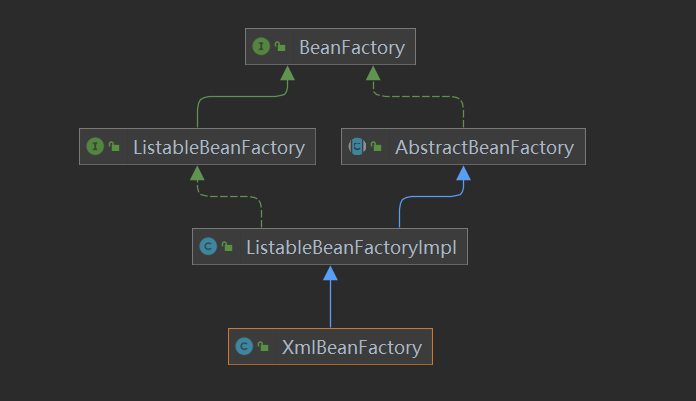 BeanFactory
ListableBeanFactory
AbstractBeanFactory
ListableBeanFactoryImpl
XmlBeanFactory